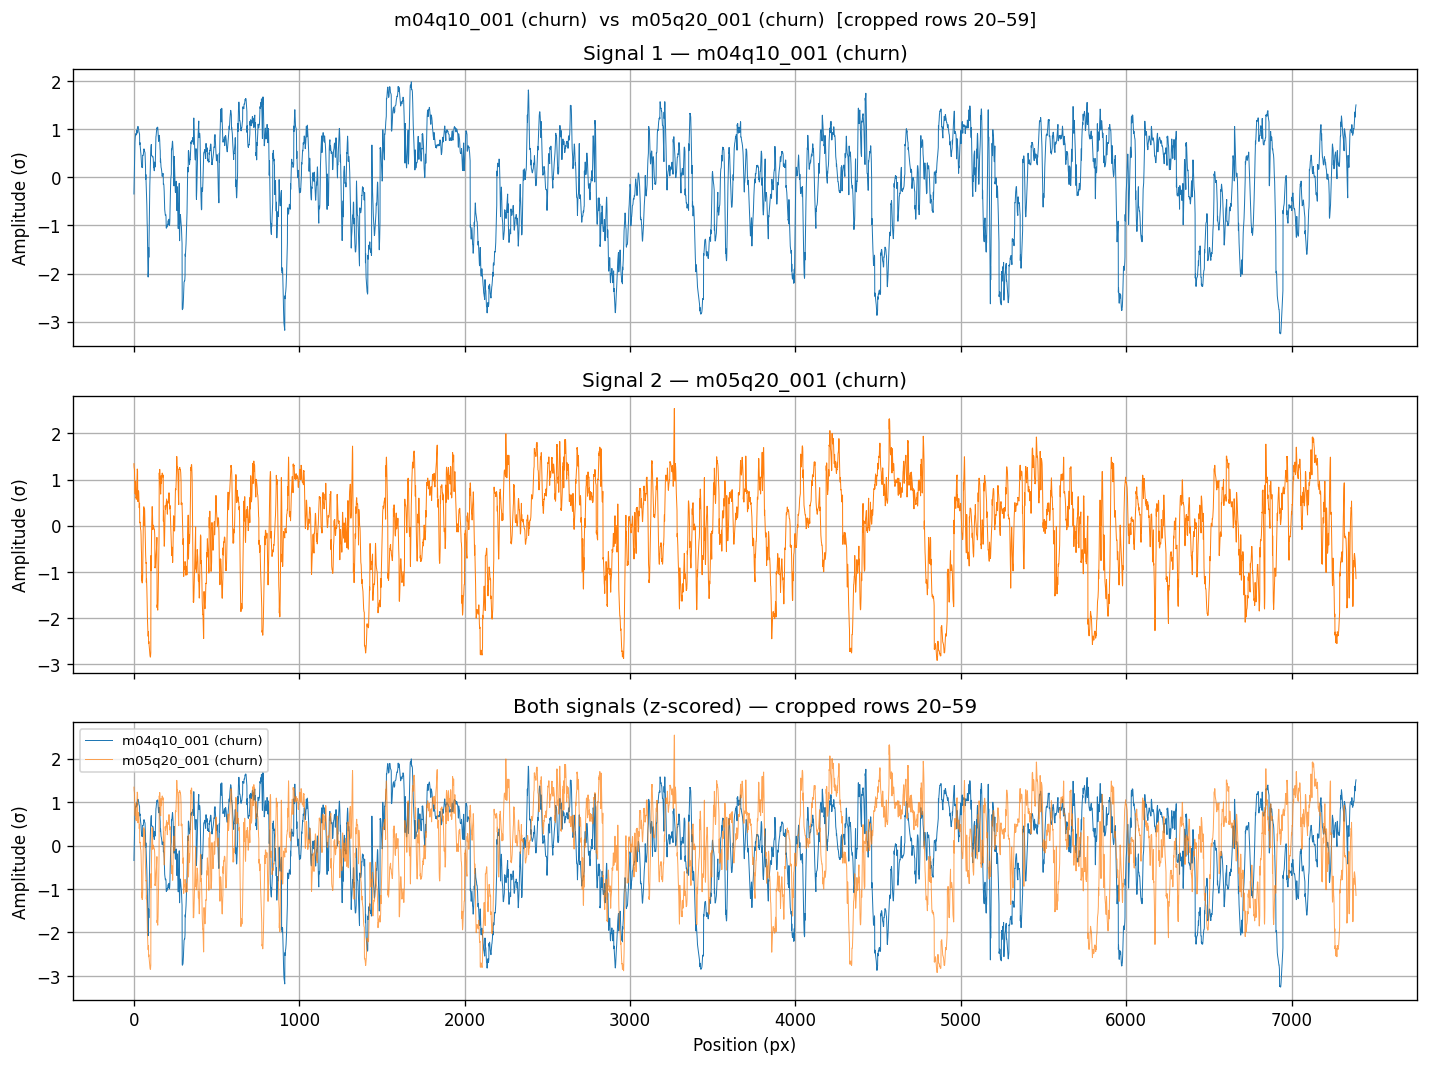 m04q10_001 (churn)  vs  m05q20_001 (churn)  [cropped rows 20–59]
Signal 1 — m04q10_001 (churn)
2
1
0
−1
−2
−3
Amplitude (σ)
Signal 2 — m05q20_001 (churn)
2
1
0
−1
−2
−3
Amplitude (σ)
Both signals (z-scored) — cropped rows 20–59
m04q10_001 (churn)
m05q20_001 (churn)
2
1
0
−1
−2
−3
Amplitude (σ)
0 1000 2000 3000 4000 5000 6000 7000
Position (px)